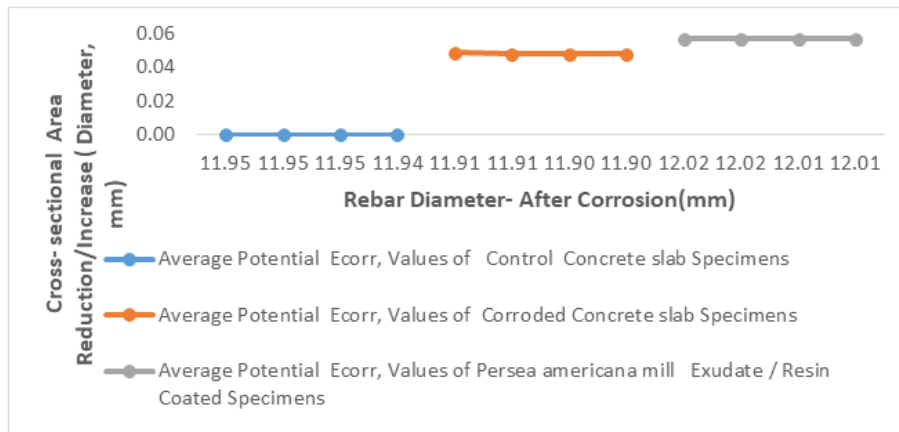 Cross- sectional Area
Reduction/Increase ( Diameter,
mm)
0.06
0.04
0.02
0.00
11.95 11.95 11.95 11.94 11.91 11.91 11.90 11.90 12.02 12.02 12.01 12.01
Rebar Diameter- After Corrosion(mm)
Average Potential Ecorr, Values of Control Concrete slab Specimens
Average Potential Ecorr, Values of Corroded Concrete slab Specimens
Average Potential Ecorr, Values of Persea americana mill Exudate / Resin
Coated Specimens